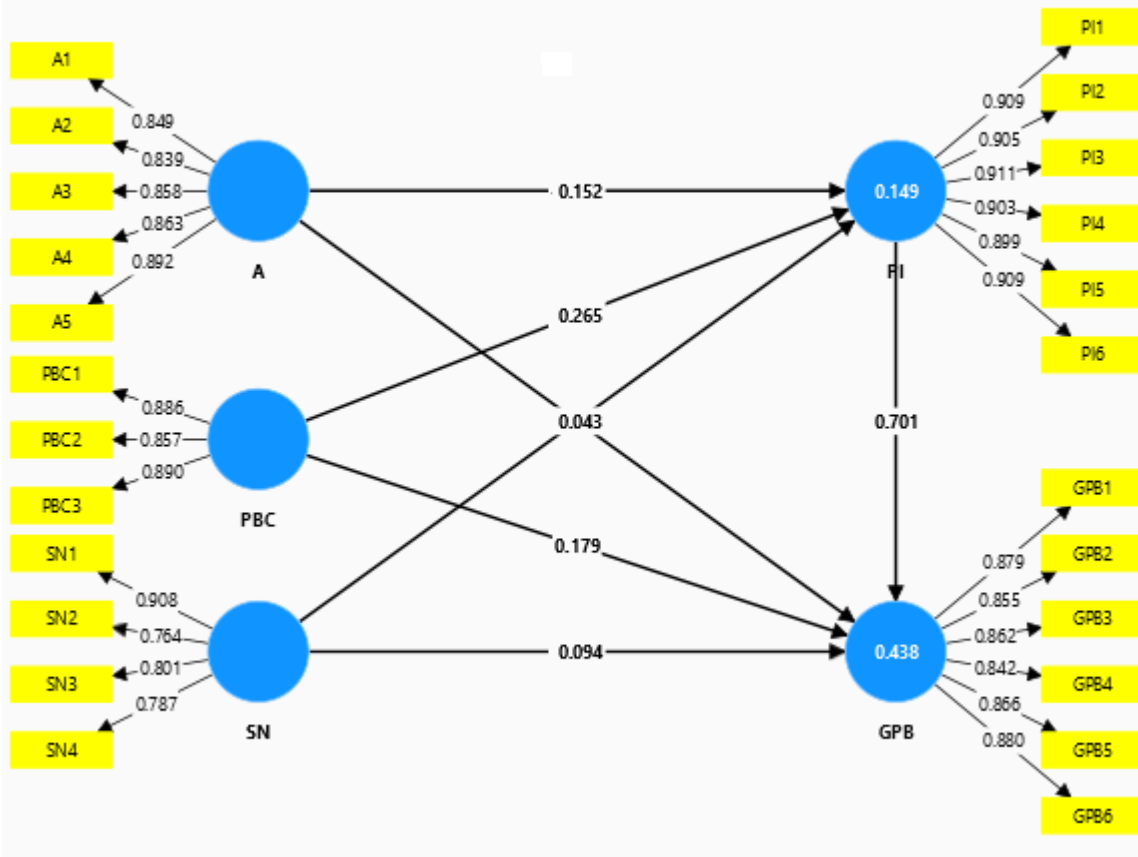 A1
A2
A3
A4
A5
0.849
0.839
0.858
0.863
0.892
A
PBC1
PBC2
PBC3
0.886
0.857
0.890
PBC
SN1
SN2
SN3
SN4
0.908
0.764
0.801
0.787
SN
0.152
0.265
0.043
0.179
0.094
0.701
0.149
PI
0.909
0.905
0.911
0.903
0.899
0.909
PI1
PI2
PI3
PI4
PI5
PI6
0.438
GPB
0.879
0.855
0.862
0.842
0.866
0.880
GPB1
GPB2
GPB3
GPB4
GPB5
GPB6